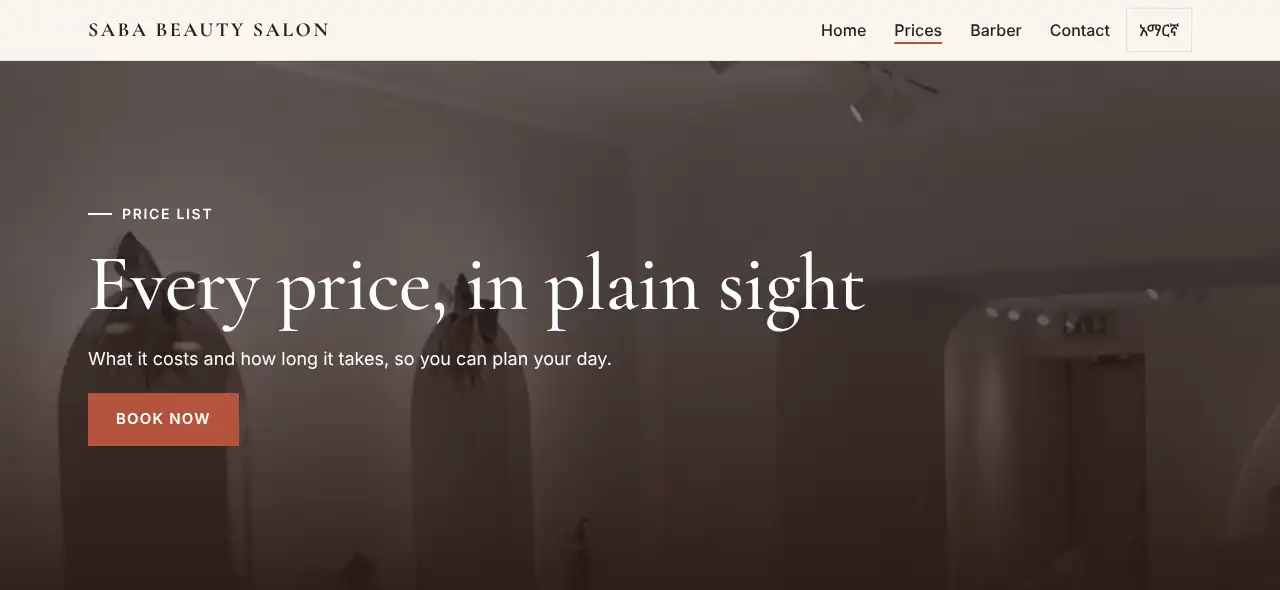 SABA BEAUTY SALON
Home
Prices
Barber
Contact
አማርኛ
PRICE LIST
Every price, in plain sight
What it costs and how long it takes, so you can plan your day.
BOOK NOW